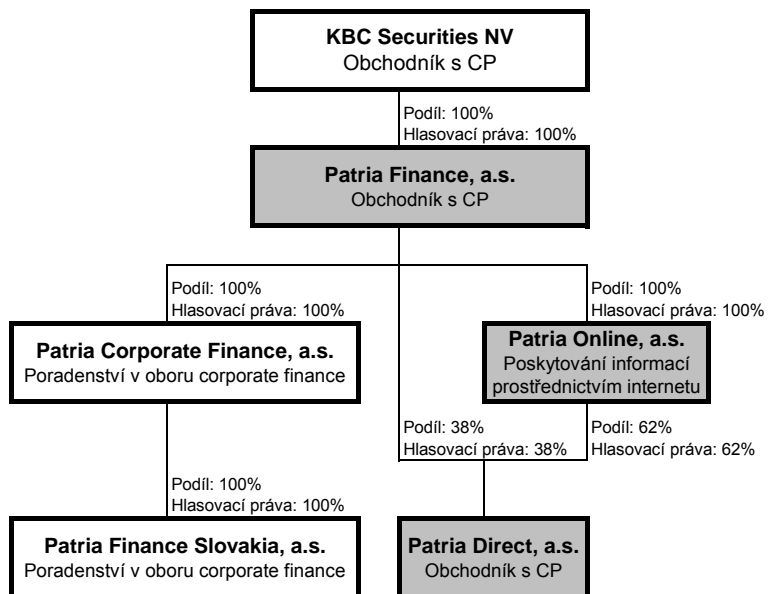 KBC Securities NV
Obchodník s CP
Podíl: 100%
Hlasovací práva: 100%
Patria Finance, a.s.
Obchodník s CP
Podíl: 100%
Hlasovací práva: 100%
Podíl: 100%
Hlasovací práva: 100%
Patria Corporate Finance, a.s.
Poradenství v oboru corporate finance
Patria Online, a.s.
Poskytování informací
prostřednictvím internetu
Podíl: 38%
Hlasovací práva: 38%
Podíl: 62%
Hlasovací práva: 62%
Podíl: 100%
Hlasovací práva: 100%
Patria Finance Slovakia, a.s.
Poradenství v oboru corporate finance
Patria Direct, a.s.
Obchodník s CP